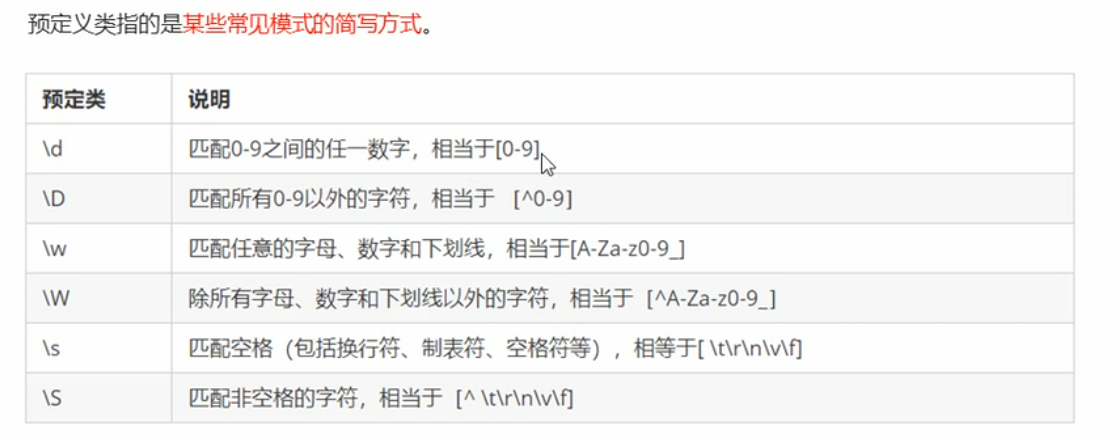 预定义类指的是某些常见模式的简写方式。
预定类 说明
\d 匹配0-9之间的任一数字，相当于[0-9]
\D 匹配所有0-9以外的字符，相当于 [^0-9]
\w 匹配任意的字母、数字和下划线，相当于[A-Za-z0-9_]
\W 除所有字母、数字和下划线以外的字符，相当于 [^A-Za-z0-9_]
\s 匹配空格（包括换行符、制表符、空格符等），相等于[ \t\r\n\v\f]
\S 匹配非空格的字符，相当于 [^ \t\r\n\v\f]